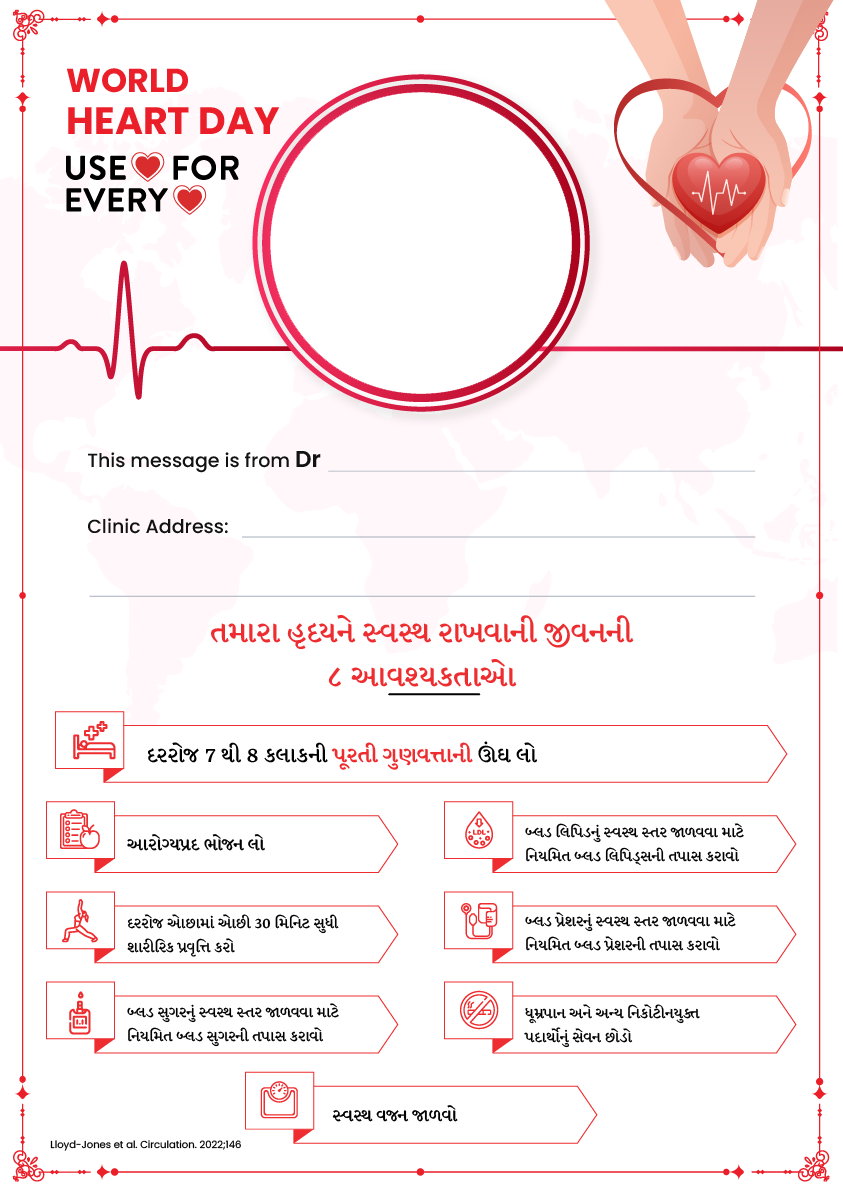 WORLD
HEART DAY
USE FOR
EVERY
This message is from Dr
Clinic Address:
તમારા હૃદયને સ્વસ્થ રાખવાની જીવનની
૮ આવશ્યકતાઓ
દરરોજ 7 થી 8 કલાકની પૂરતી ગુણવત્તાની ઊંઘ લો
આરોગ્યપ્રદ ભોજન લો
LDL
બ્લડ લિપિડનું સ્વસ્થ સ્તર જાળવવા માટે
નિયમિત બ્લડ લિપિડ્સની તપાસ કરાવો
દરરોજ ઓછામાં ઓછી 30 મિનિટ સુધી
શારીરિક પ્રવૃત્તિ કરો
બ્લડ પ્રેશરનું સ્વસ્થ સ્તર જાળવવા માટે
નિયમિત બ્લડ પ્રેશરની તપાસ કરાવો
બ્લડ સુગરનું સ્વસ્થ સ્તર જાળવવા માટે
નિયમિત બ્લડ સુગરની તપાસ કરાવો
ધૂમ્રપાન અને અન્ય નિકોટીનયુક્ત
પદાર્થોનું સેવન છોડો
સ્વસ્થ વજન જાળવો
Lloyd-Jones et al. Circulation. 2022;146